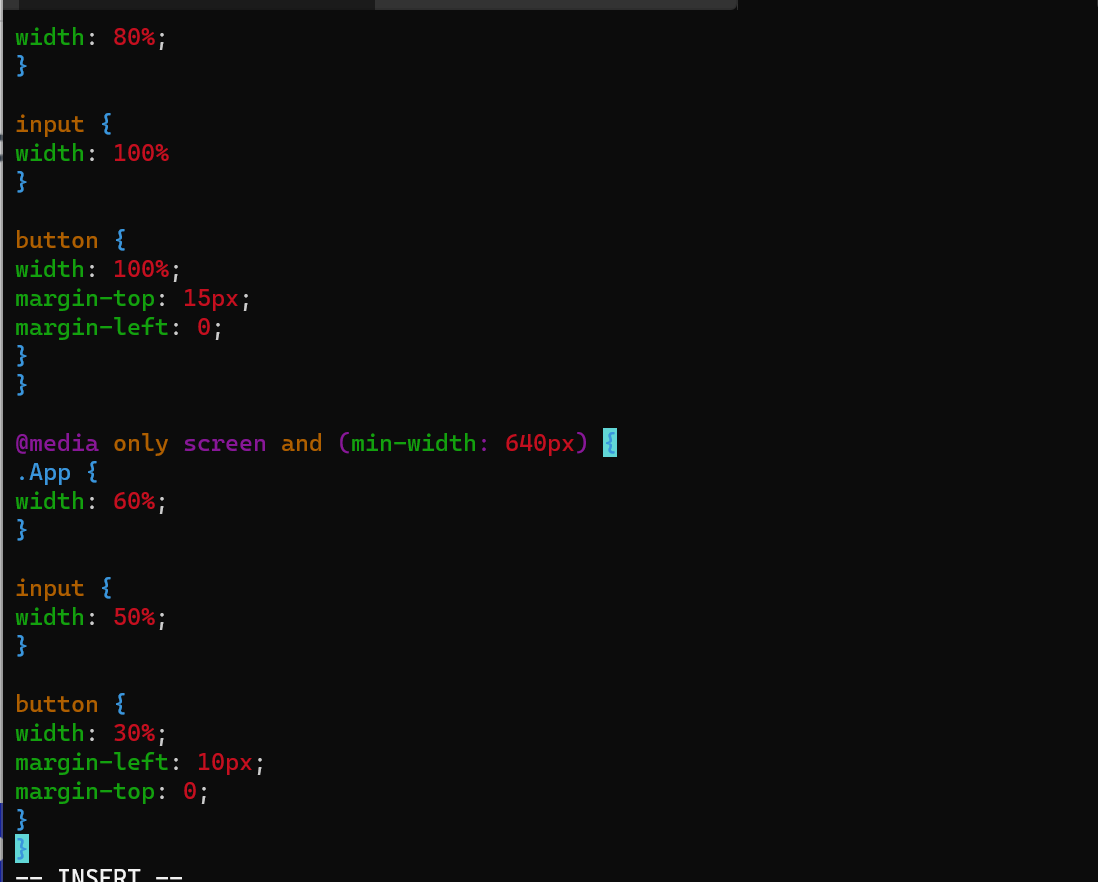 width: 80%;
}
input {
width: 100%
}
button {
width: 100%;
margin-top: 15px;
margin-left: 0;
}
}
@media only screen and (min-width: 640px) {
.App {
width: 60%;
}
input {
width: 50%;
}
button {
width: 30%;
margin-left: 10px;
margin-top: 0;
}
}
-- INSERT --